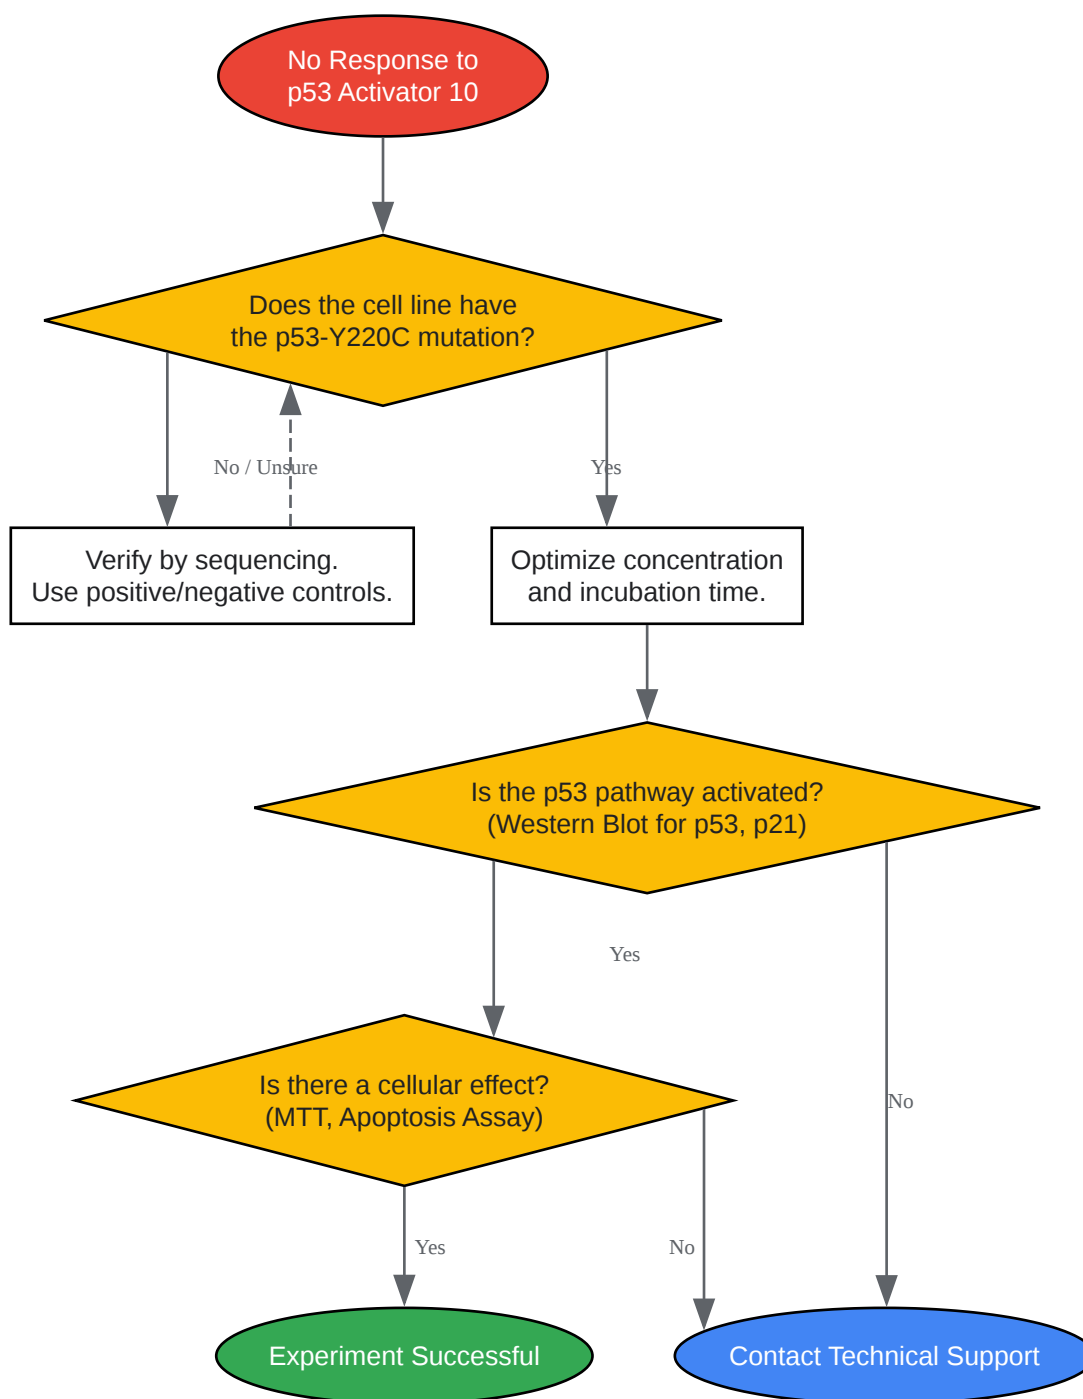 No Response to
p53 Activator 10
Does the cell line have
the p53-Y220C mutation?
No / Unsure
Yes
Verify by sequencing.
Use positive/negative controls.
Optimize concentration
and incubation time.
Is the p53 pathway activated?
(Western Blot for p53, p21)
Yes
Is there a cellular effect?
(MTT, Apoptosis Assay)
No
Yes
No
Experiment Successful
Contact Technical Support